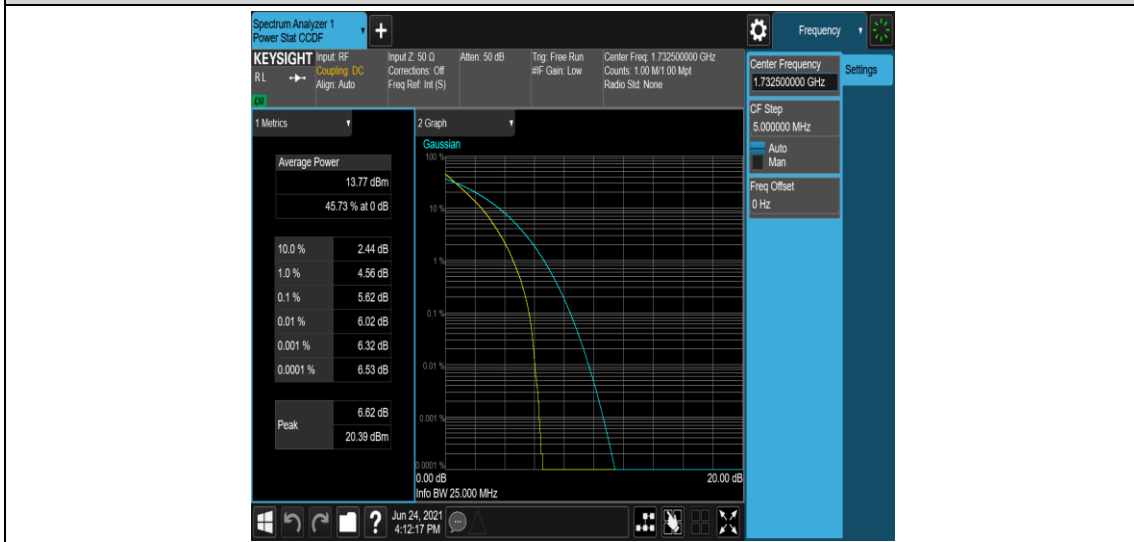 Spectrum Analyzer 1
Power Stat CCDF
+
Frequency
KEYSIGHT
RL
Input: RF
Coupling: DC
Align: Auto
Input Z: 50 Ω
Corrections: Off
Freq Ref: Int (S)
Atten: 50 dB
Trig: Free Run
#IF Gain: Low
Center Freq: 1.732500000 GHz
Counts: 1.00 M/1.00 Mpt
Radio Std: None
Center Frequency
1.732500000 GHz
Settings
CF Step
5.000000 MHz
Auto
Man
Freq Offset
0 Hz
1 Metrics
Average Power
13.77 dBm
45.73 % at 0 dB
10.0 % 2.44 dB
1.0 % 4.56 dB
0.1 % 5.62 dB
0.01 % 6.02 dB
0.001 % 6.32 dB
0.0001 % 6.53 dB
Peak
6.62 dB
20.39 dBm
2 Graph
Gaussian
100 %
10 %
1 %
0.1 %
0.01 %
0.001 %
0.0001 %
0.00 dB 20.00 dB
Info BW 25.000 MHz
?
Jun 24, 2021
4:12:17 PM